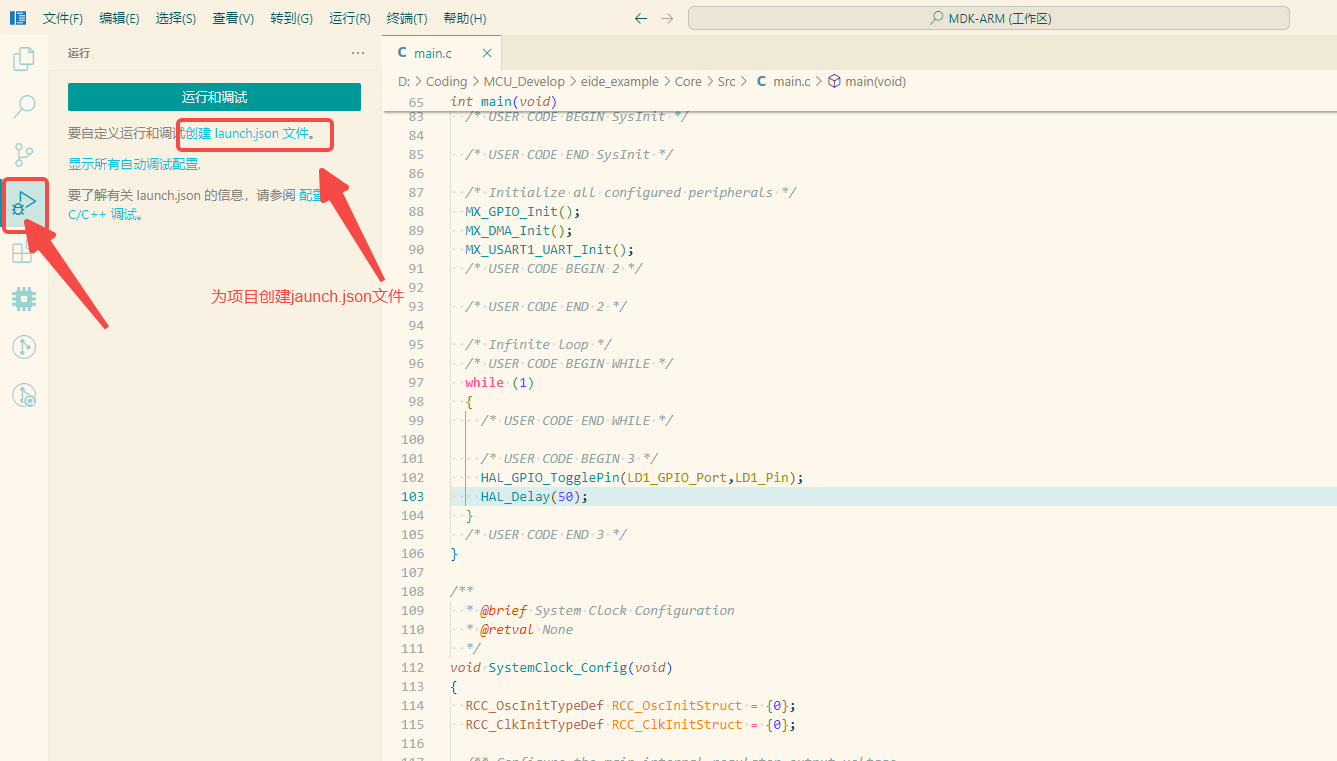 文件(F) 编辑(E) 选择(S) 查看(V) 转到(G) 运行(R) 终端(T) 帮助(H) MDK-ARM (工作区)
运行
运行和调试
要自定义运行和调试创建 launch.json 文件。
显示所有自动调试配置.
要了解有关 launch.json 的信息，请参阅 配置
C/C++ 调试。
为项目创建jaunch.json文件
C main.c
D: > Coding > MCU_Develop > eide_example > Core > Src > C main.c > main(void)
65 int main(void)
83 /* USER CODE BEGIN SysInit */
84
85 /* USER CODE END SysInit */
86
87 /* Initialize all configured peripherals */
88 MX_GPIO_Init();
89 MX_DMA_Init();
90 MX_USART1_UART_Init();
91 /* USER CODE BEGIN 2 */
92
93 /* USER CODE END 2 */
94
95 /* Infinite loop */
96 /* USER CODE BEGIN WHILE */
97 while (1)
98 {
99 /* USER CODE END WHILE */
100
101 /* USER CODE BEGIN 3 */
102 HAL_GPIO_TogglePin(LD1_GPIO_Port,LD1_Pin);
103 HAL_Delay(50);
104 }
105 /* USER CODE END 3 */
106 }
107
108 /**
109 * @brief System Clock Configuration
110 * @retval None
111 */
112 void SystemClock_Config(void)
113 {
114 RCC_OscInitTypeDef RCC_OscInitStruct = {0};
115 RCC_ClkInitTypeDef RCC_ClkInitStruct = {0};
116
117 /** Configure the main internal regulator output voltage